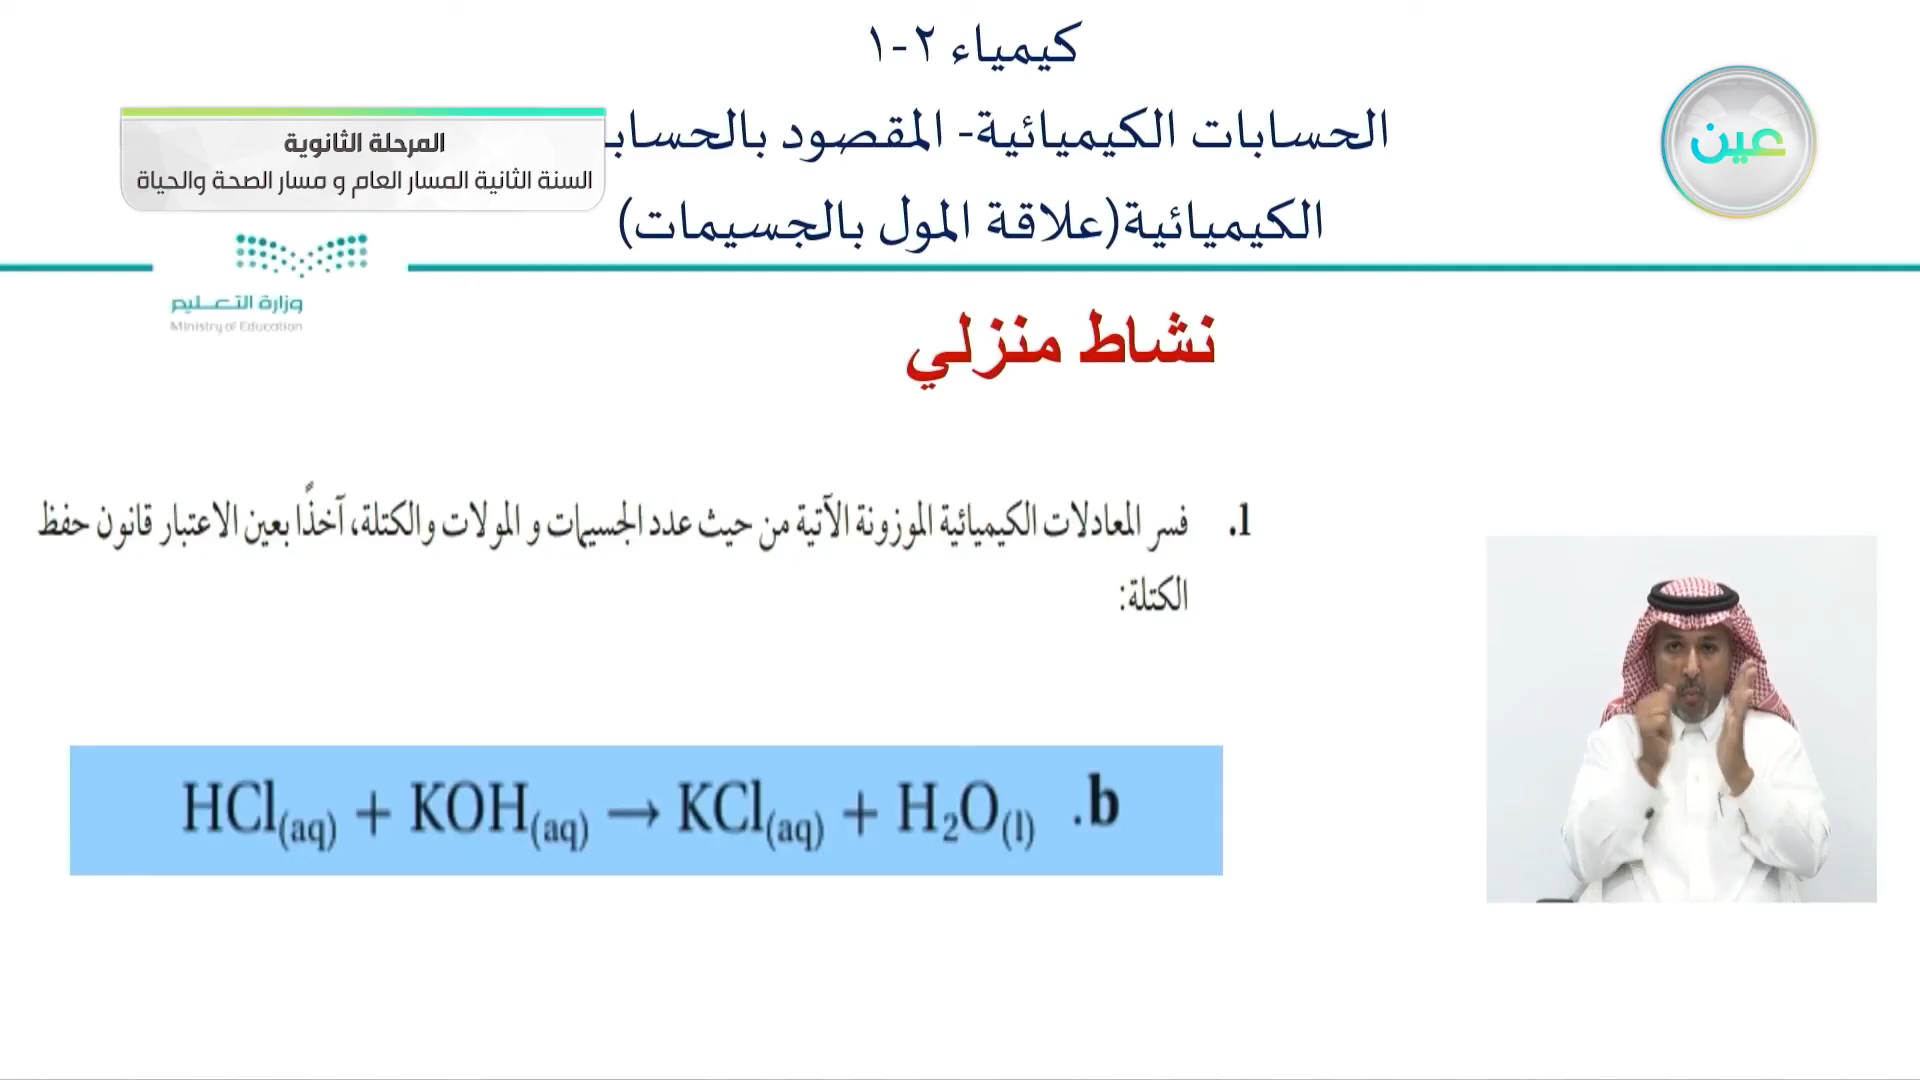 كيمياء ٢-١
الحسابات الكيميائية- المقصود بالحساب
الكيميائية(علاقة المول بالجسيمات)
عين
المرحلة الثانوية
السنة الثانية المسار العام و مسار الصحة والحياة
وزارة التعليم
Ministry of Education
نشاط منزلي
1. فسر المعادلات الكيميائية الموزونة الآتية من حيث عدد الجسيمات و المولات والكتلة، آخذًا بعين الاعتبار قانون حفظ
الكتلة:
HCl(aq) + KOH(aq) → KCl(aq) + H₂O(l) .b